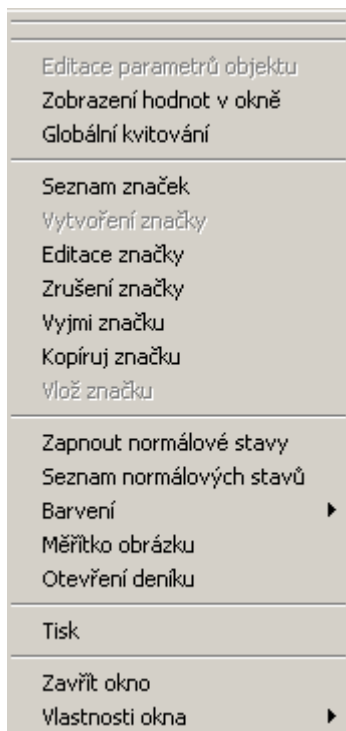 Editace parametrů objektu
Zobrazení hodnot v okně
Globální kvitování
Seznam značek
Vytvoření značky
Editace značky
Zrušení značky
Vyjmi značku
Kopíruj značku
Vlož značku
Zapnout normálové stavy
Seznam normálových stavů
Barvení
Měřítko obrázku
Otevření deníku
Tisk
Zavřít okno
Vlastnosti okna